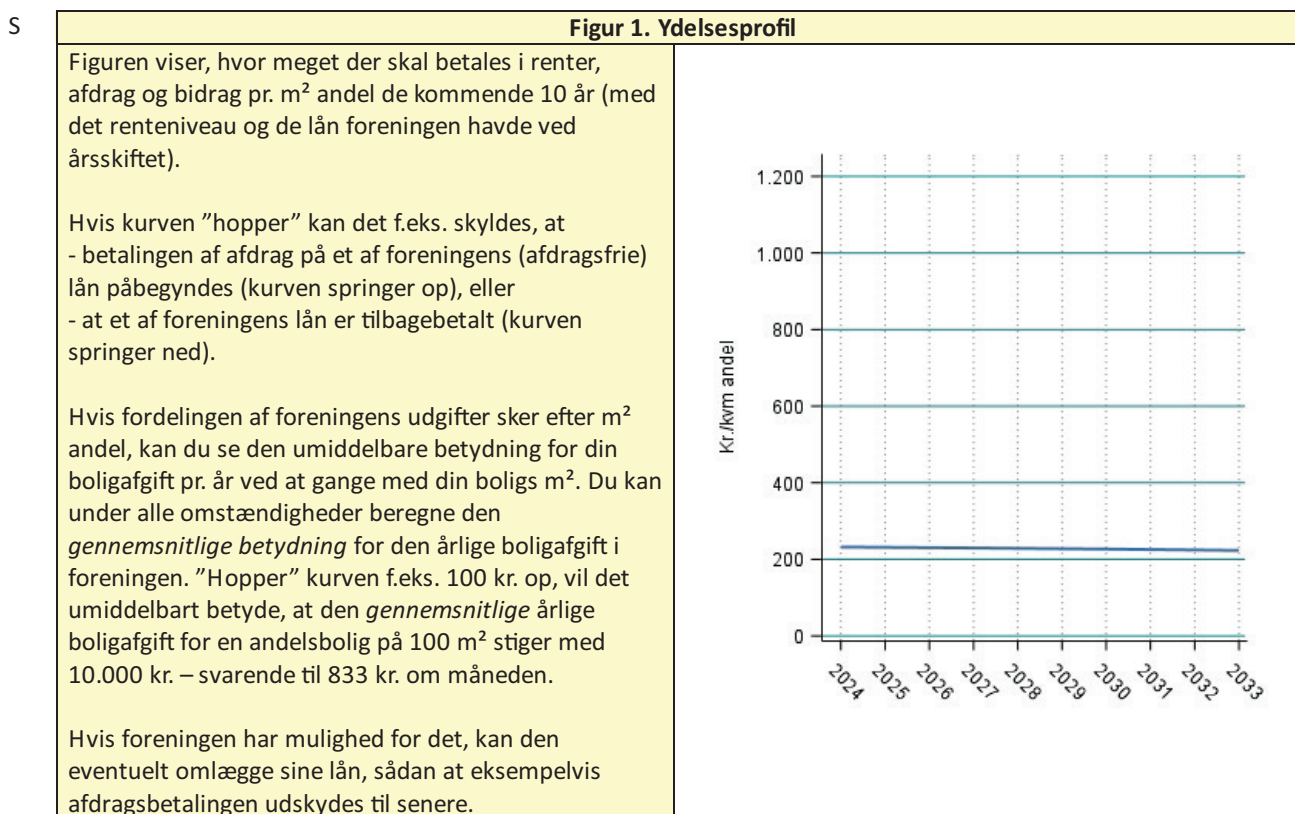 S
Figur 1. Ydelsesprofil
Figuren viser, hvor meget der skal betales i renter,
afdrag og bidrag pr. m² andel de kommende 10 år (med
det renteniveau og de lån foreningen havde ved
årsskiftet).
Hvis kurven ”hopper” kan det f.eks. skyldes, at
- betalingen af afdrag på et af foreningens (afdragsfrie)
lån påbegyndes (kurven springer op), eller
- at et af foreningens lån er tilbagebetalt (kurven
springer ned).
Hvis fordelingen af foreningens udgifter sker efter m²
andel, kan du se den umiddelbare betydning for din
boligafgift pr. år ved at gange med din boligs m². Du kan
under alle omstændigheder beregne den
gennemsnitlige betydning for den årlige boligafgift i
foreningen. ”Hopper” kurven f.eks. 100 kr. op, vil det
umiddelbart betyde, at den gennemsnitlige årlige
boligafgift for en andelsbolig på 100 m² stiger med
10.000 kr. – svarende til 833 kr. om måneden.
Hvis foreningen har mulighed for det, kan den
eventuelt omlægge sine lån, sådan at eksempelvis
afdragsbetalingen udskydes til senere.
Kr./kvm andel
1.200
1.000
800
600
400
200
0
2024
2025
2026
2027
2028
2029
2030
2031
2032
2033